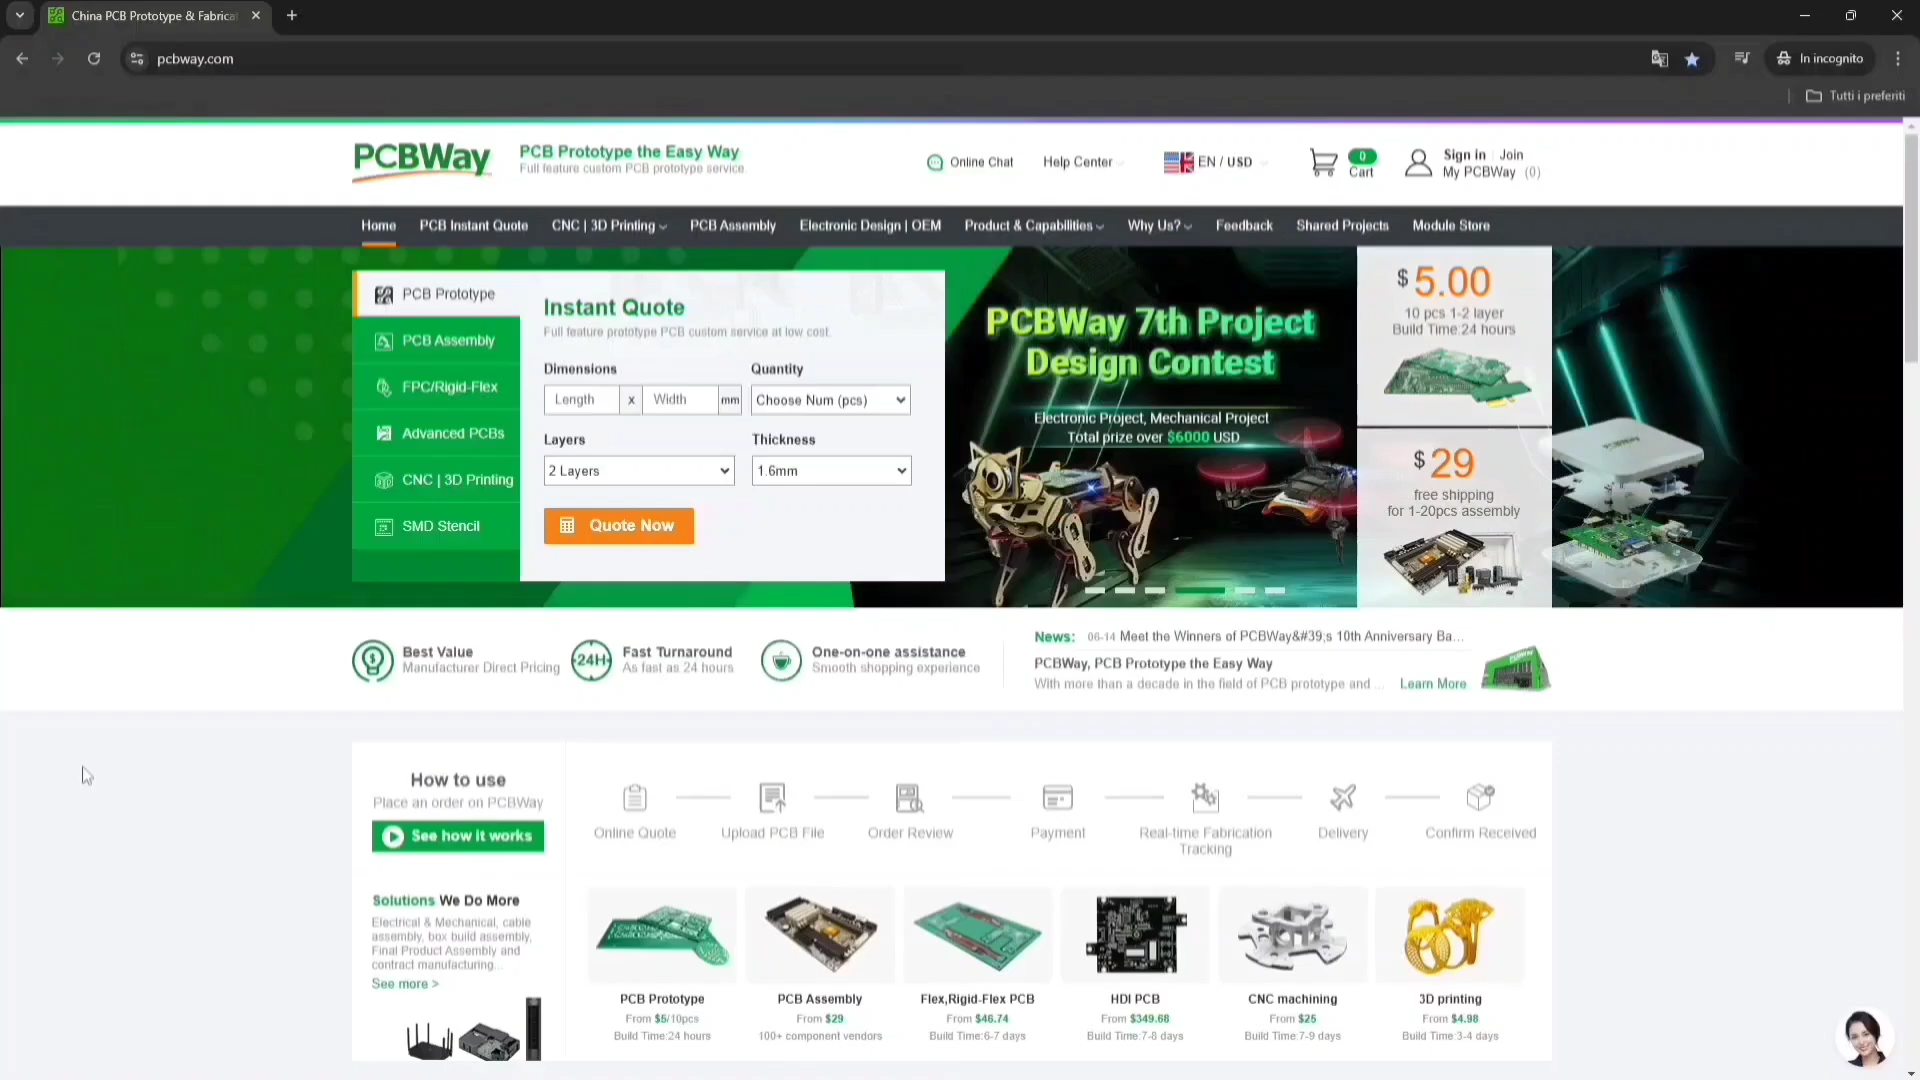 China PCB Prototype & Fabrica
pcbway.com
In incognito
Tutti i preferiti
PCBWay
PCB Prototype the Easy Way
Full feature custom PCB prototype service
Online Chat
Help Center
EN / USD
0
Cart
Sign in
Join
My PCBWay (0)
Home
PCB Instant Quote
CNC | 3D Printing
PCB Assembly
Electronic Design | OEM
Product & Capabilities
Why Us?
Feedback
Shared Projects
Module Store
PCB Prototype
PCB Assembly
FPC/Rigid-Flex
Advanced PCBs
CNC | 3D Printing
SMD Stencil
Instant Quote
Full feature prototype PCB custom service at low cost.
Dimensions
Quantity
Length x Width mm
Choose Num (pcs)
Layers
Thickness
2 Layers
1.6mm
Quote Now
PCBWay 7th Project
Design Contest
Electronic Project, Mechanical Project
Total prize over $6000 USD
$ 5.00
10 pcs 1-2 layer
Build Time:24 hours
$ 29
free shipping
for 1-20pcs assembly
Best Value
Manufacturer Direct Pricing
24H
Fast Turnaround
As fast as 24 hours
One-on-one assistance
Smooth shopping experience
News: 06-14 Meet the Winners of PCBWay&#39;s 10th Anniversary Ba...
PCBWay, PCB Prototype the Easy Way
With more than a decade in the field of PCB prototype and ... Learn More
How to use
Place an order on PCBWay
See how it works
Online Quote
Upload PCB File
Order Review
Payment
Real-time Fabrication
Tracking
Delivery
Confirm Received
Solutions We Do More
Electrical & Mechanical, cable
assembly, box build assembly,
Final Product Assembly and
contract manufacturing...
See more >
PCB Prototype
From $5/10pcs
Build Time:24 hours
PCB Assembly
From $29
100+ component vendors
Flex,Rigid-Flex PCB
From $46.74
Build Time:6-7 days
HDI PCB
From $349.68
Build Time:7-8 days
CNC machining
From $25
Build Time:7-9 days
3D printing
From $4.98
Build Time:3-4 days